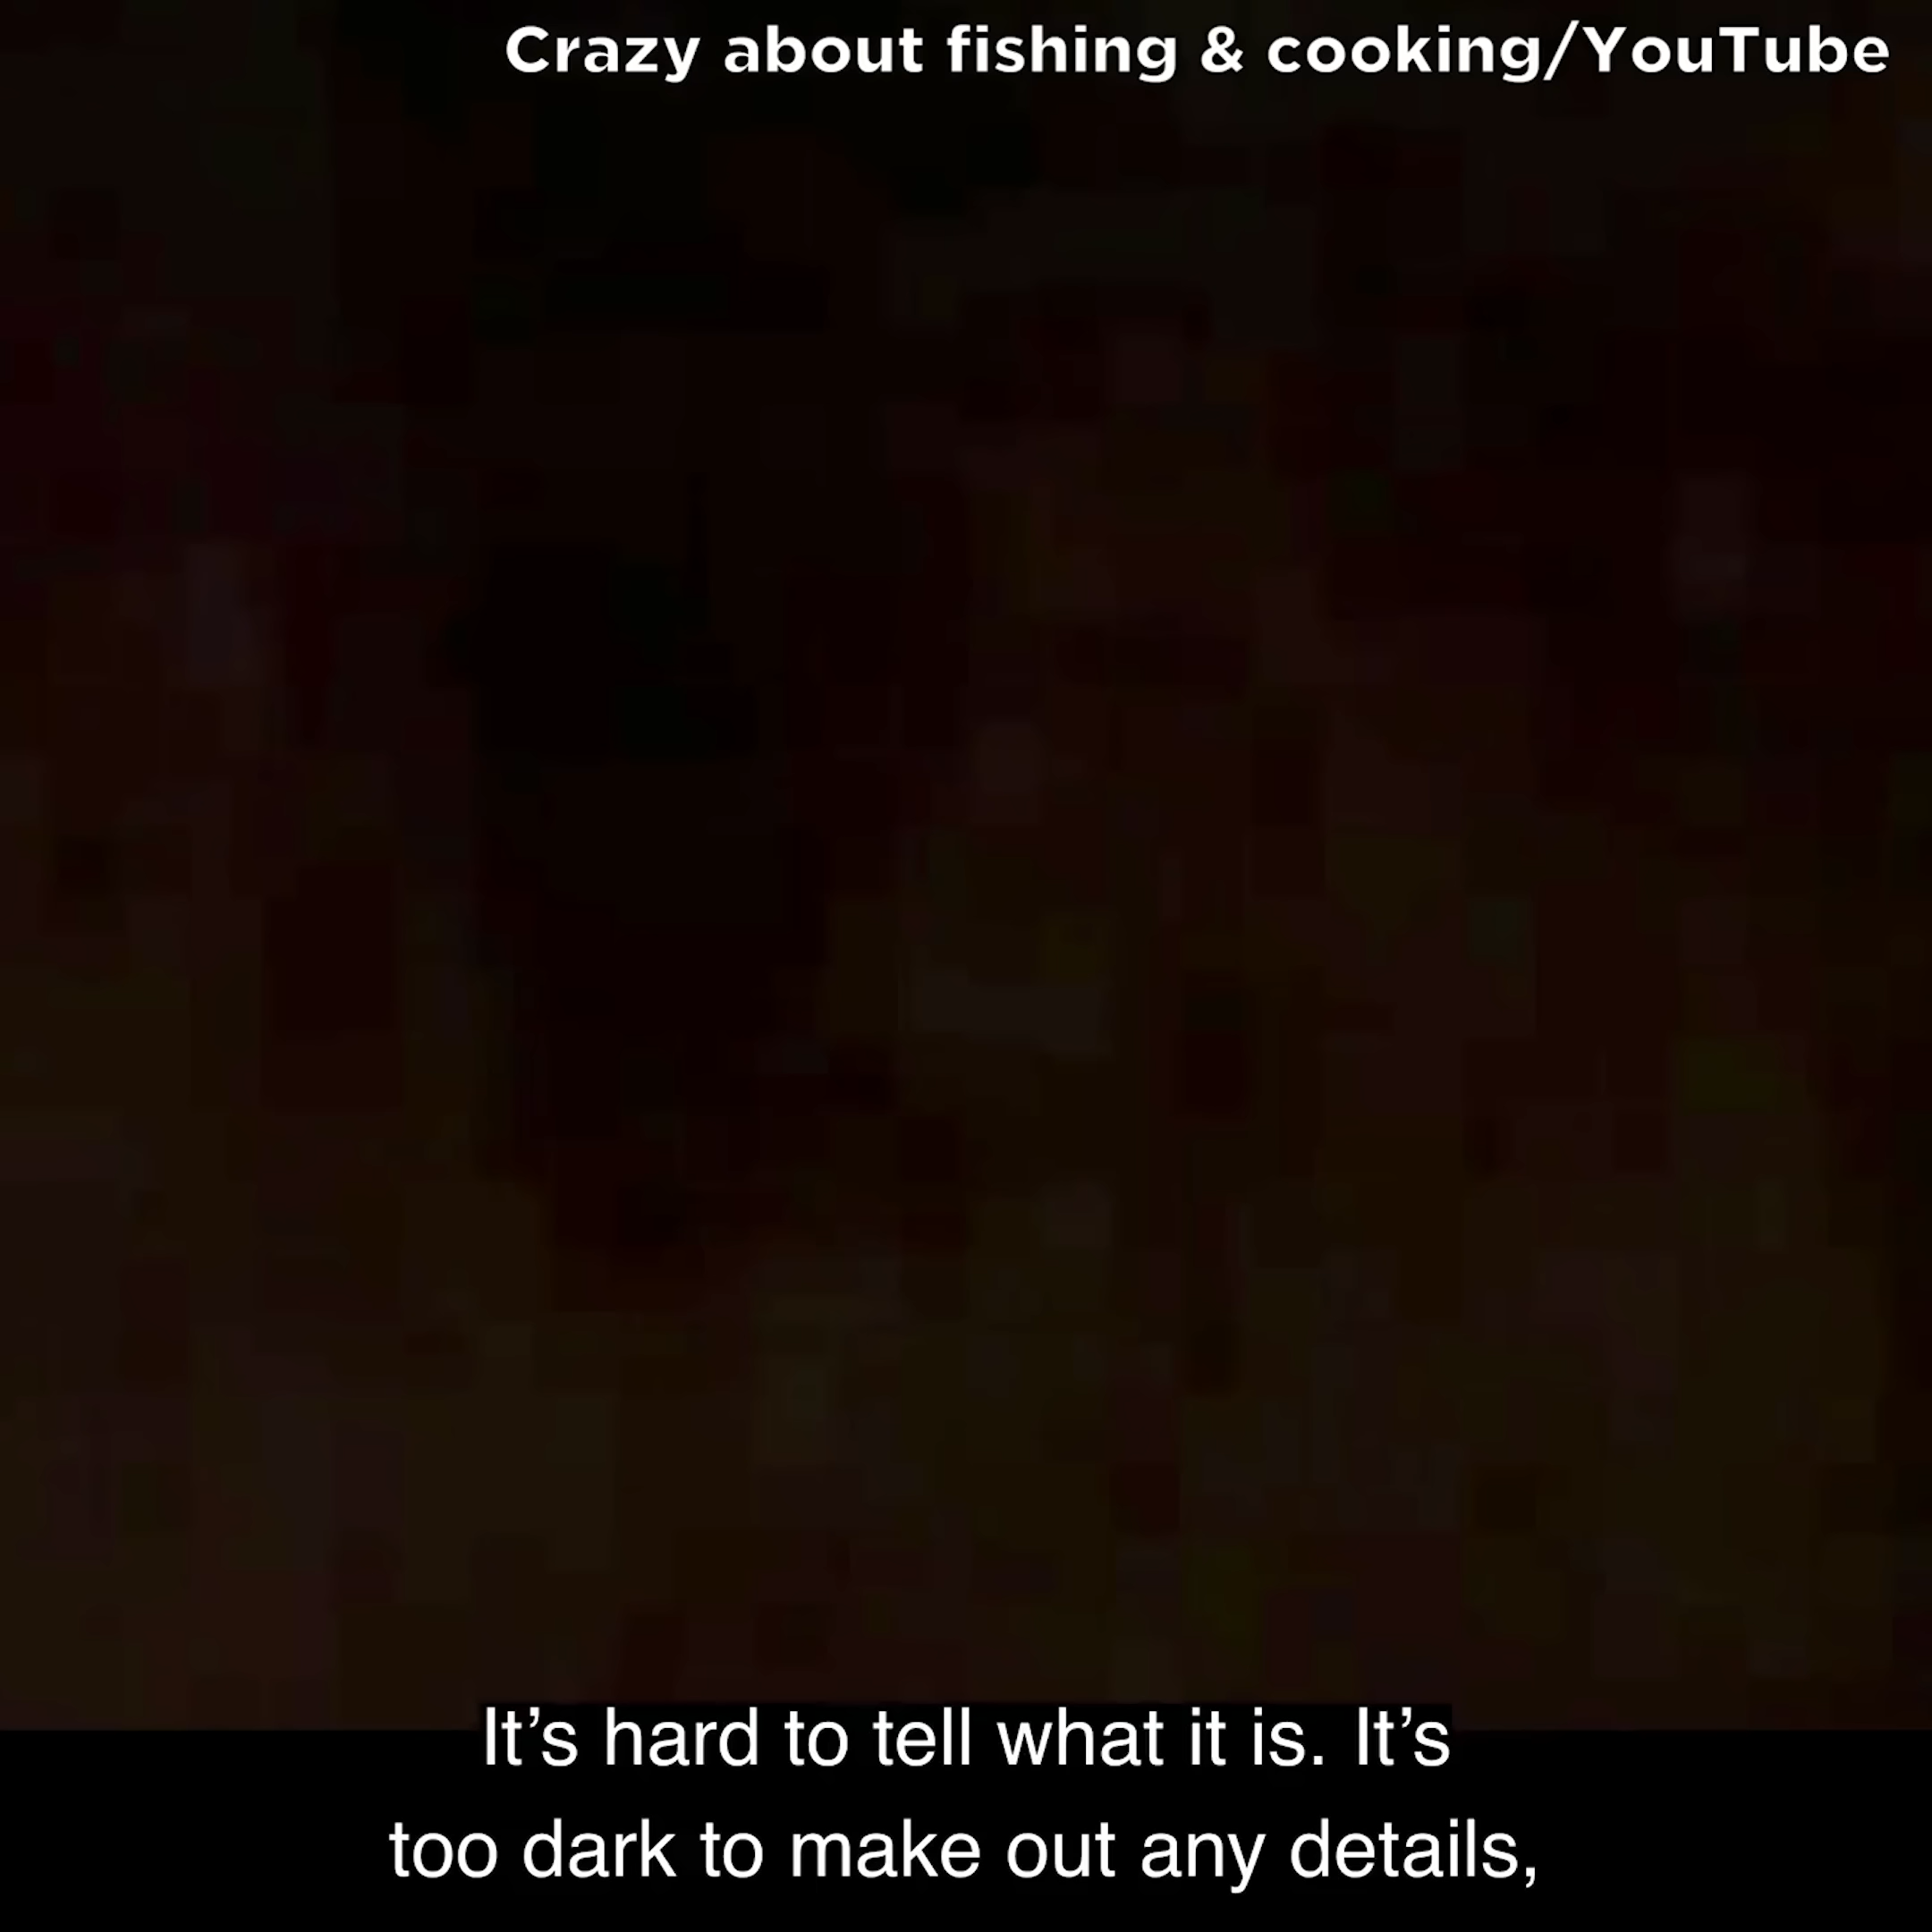 Crazy about fishing & cooking/YouTube
It’s hard to tell what it is. It’s
too dark to make out any details,